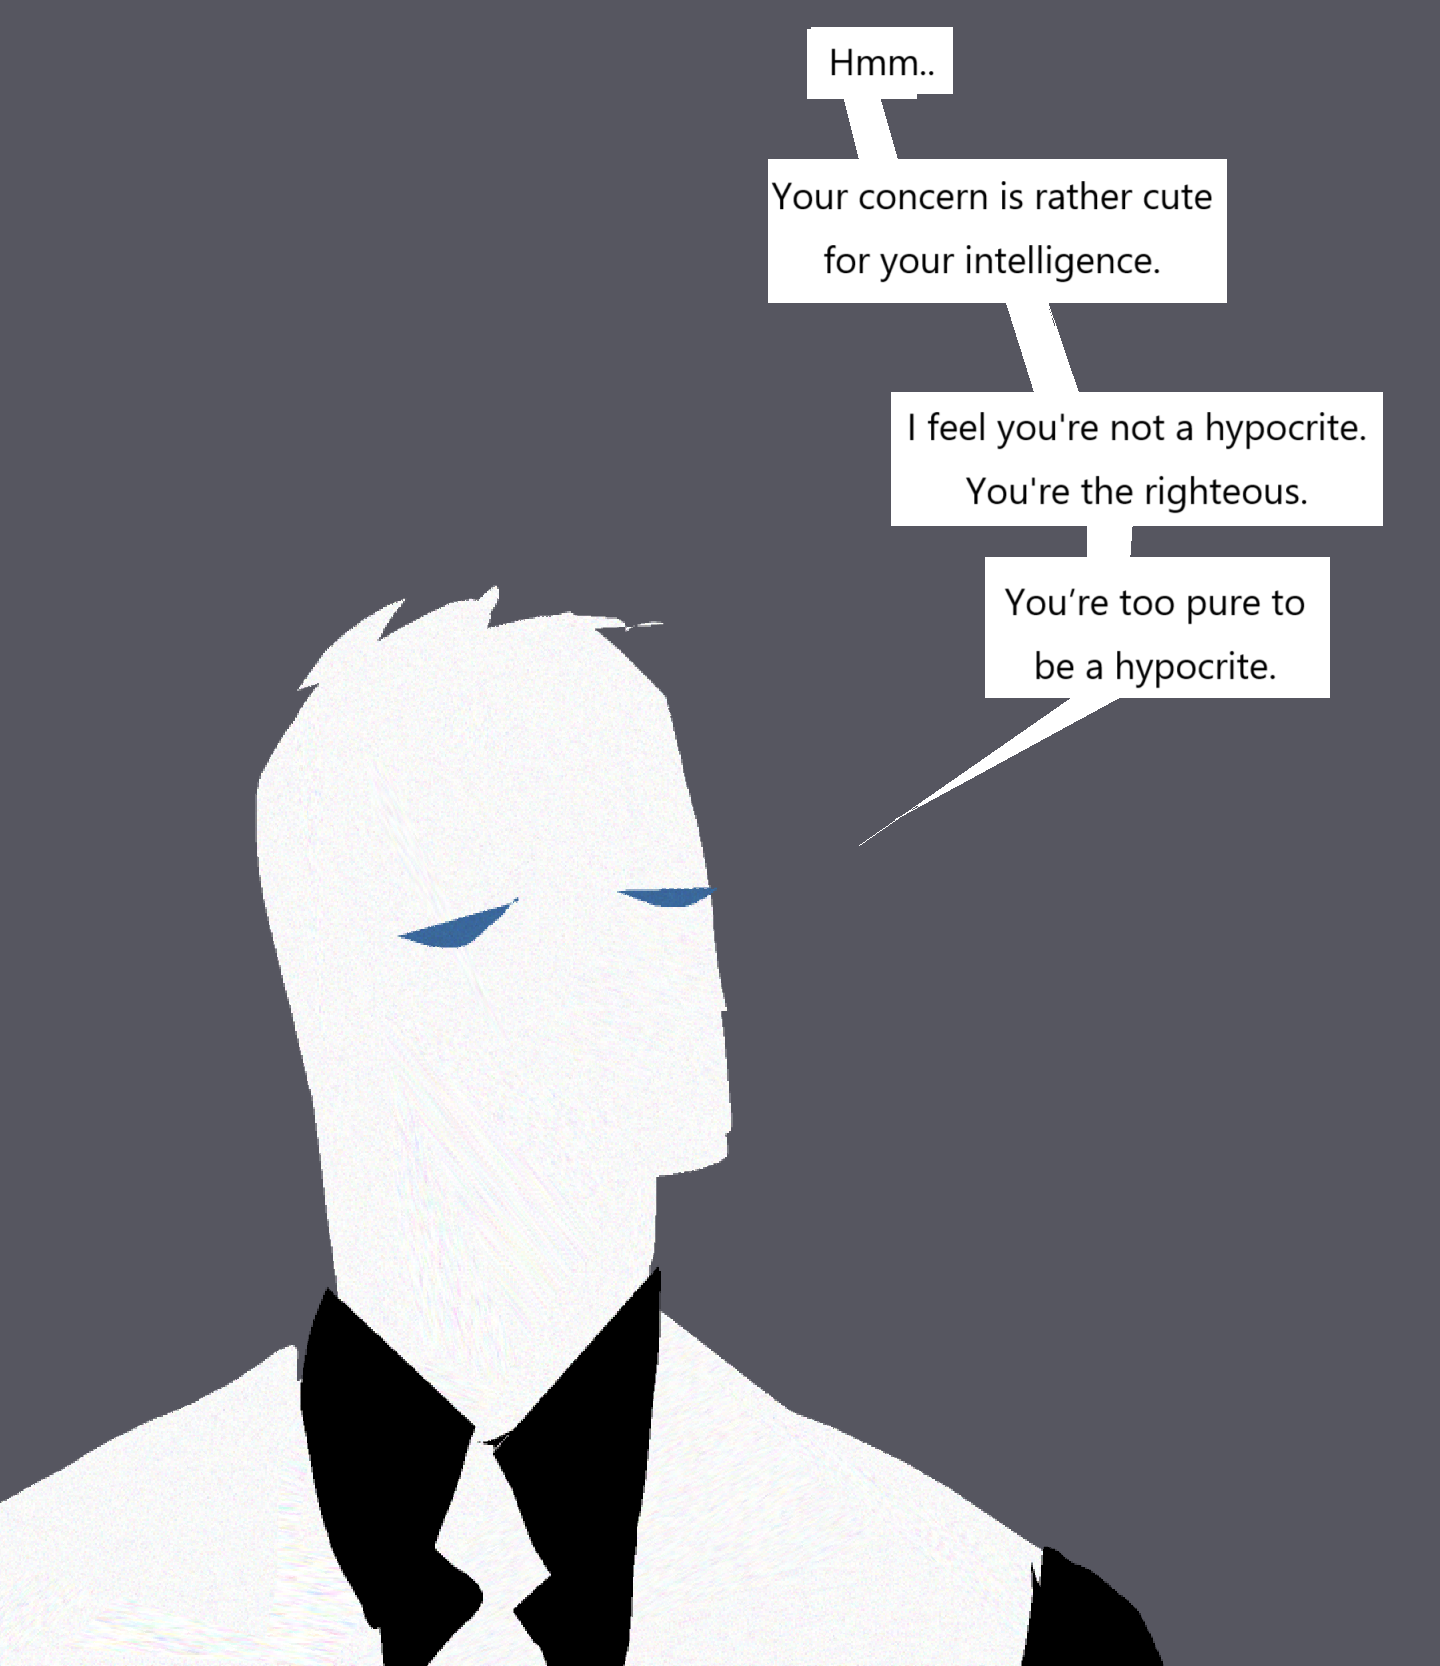 Hmm..
Your concern is rather cute
for your intelligence.
I feel you're not a hypocrite.
You're the righteous.
You’re too pure to
be a hypocrite.